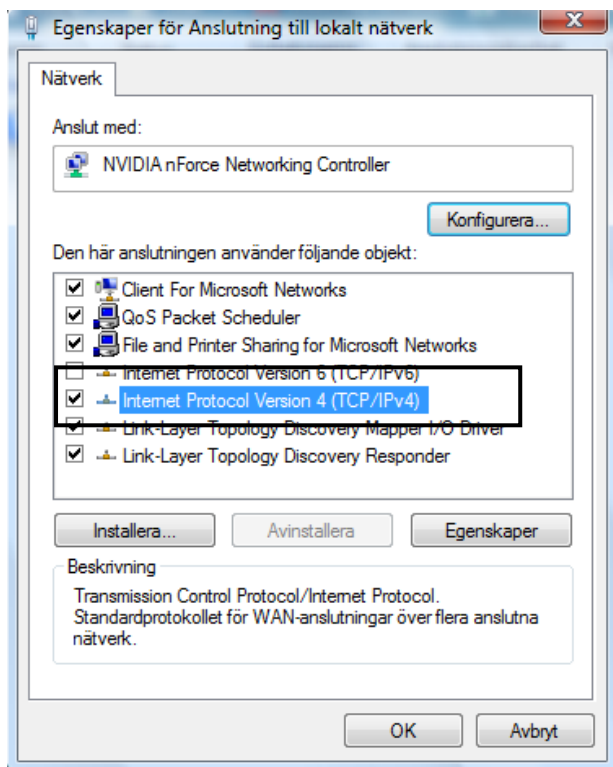 Egenskaper för Anslutning till lokalt nätverk
Nätverk
Anslut med:
NVIDIA nForce Networking Controller
Konfigurera...
Den här anslutningen använder följande objekt:
Client For Microsoft Networks
QoS Packet Scheduler
File and Printer Sharing for Microsoft Networks
Internet Protocol Version 6 (TCP/IPv6)
Internet Protocol Version 4 (TCP/IPv4)
Link-Layer Topology Discovery Mapper I/O Driver
Link-Layer Topology Discovery Responder
Installera... Avinstallera Egenskaper
Beskrivning
Transmission Control Protocol/Internet Protocol.
Standardprotokollet för WAN-anslutningar över flera anslutna
nätverk.
OK Avbryt